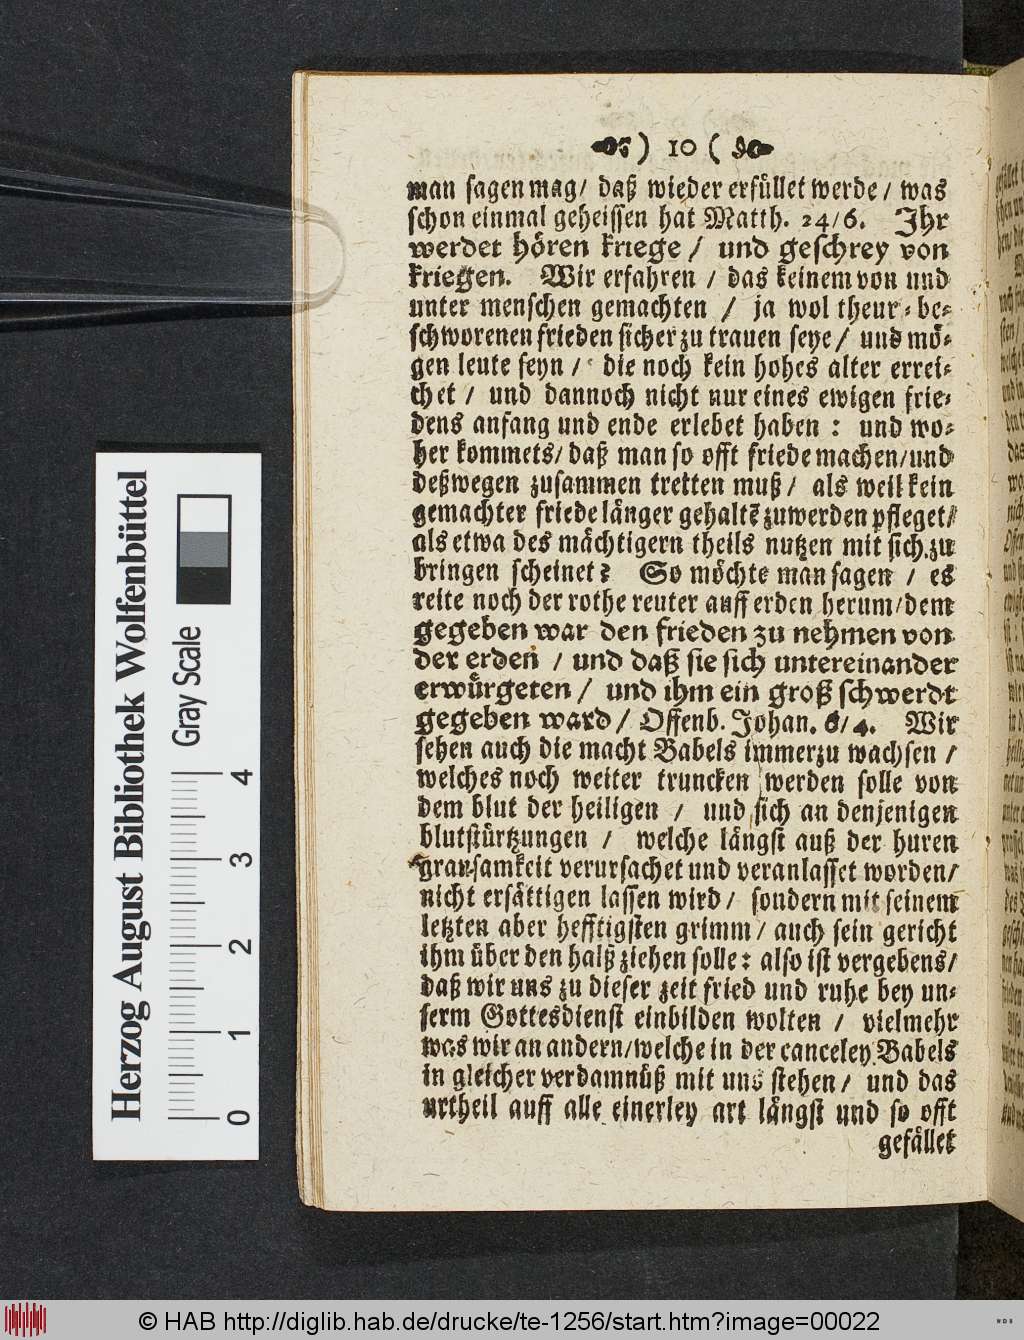 ) 10 (
man sagen mag/ daß wieder erfüllet werde / was
schon einmal geheissen hat Matth. 24/6. Ihr
werdet hören kriege / und geschrey von
kriegen. Wir erfahren / das keinem von und
unter menschen gemachten / ja wol theur-be-
schworenen frieden sicher zu trauen seye / und mö-
gen leute seyn / die noch kein hohes alter errei-
chet / und dannoch nicht nur eines ewigen frie-
dens anfang und ende erlebet haben : und wo-
her kommets/ daß man so offt friede machen/und
deßwegen zusammen tretten muß / als weil kein
gemachter friede länger gehaltē zuwerden pfleget/
als etwa des mächtigern theils nutzen mit sich zu
bringen scheinet? So möchte man sagen / es
reite noch der rothe reuter auff erden herum/dem
gegeben war den frieden zu nehmen von
der erden / und daß sie sich untereinander
erwürgeten / und ihm ein groß schwerdt
gegeben ward / Offenb. Johan. 6/4. Wir
sehen auch die macht Babels immerzu wachsen /
welches noch weiter truncken werden solle von
dem blut der heiligen / und sich an denjenigen
blutstürtzungen / welche längst auß der huren
grausamkeit verursachet und veranlasset worden/
nicht ersättigen lassen wird / sondern mit seinem
letzten aber hefftigsten grimm / auch sein gericht
ihm über den halß ziehen solle: also ist vergebens/
daß wir uns zu dieser zeit fried und ruhe bey un-
serm Gottesdienst einbilden wolten / vielmehr
was wir an andern/welche in der canceley Babels
in gleicher verdamnüß mit uns stehen / und das
urtheil auff alle einerley art längst und so offt
gefället
Herzog August Bibliothek Wolfenbüttel
Gray Scale
0 1 2 3 4
© HAB http://diglib.hab.de/drucke/te-1256/start.htm?image=00022